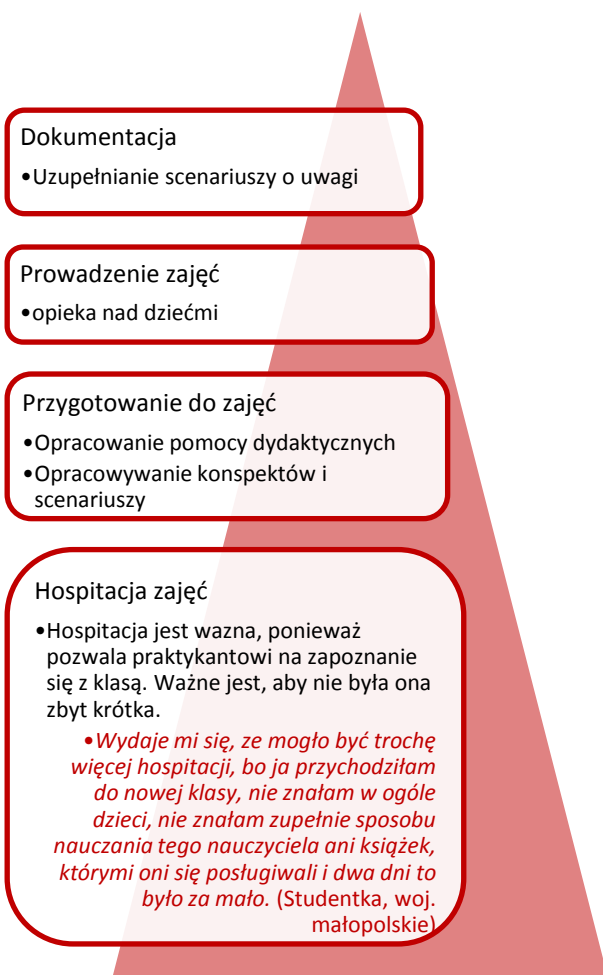 Dokumentacja
•Uzupełnianie scenariuszy o uwagi
Prowadzenie zajęć
•opieka nad dziećmi
Przygotowanie do zajęć
•Opracowanie pomocy dydaktycznych
•Opracowywanie konspektów i
scenariuszy
Hospitacja zajęć
•Hospitacja jest wazna, ponieważ
pozwala praktykantowi na zapoznanie
się z klasą. Ważne jest, aby nie była ona
zbyt krótka.
•Wydaje mi się, ze mogło być trochę
więcej hospitacji, bo ja przychodziłam
do nowej klasy, nie znałam w ogóle
dzieci, nie znałam zupełnie sposobu
nauczania tego nauczyciela ani książek,
którymi oni się posługiwali i dwa dni to
było za mało. (Studentka, woj.
małopolskie)